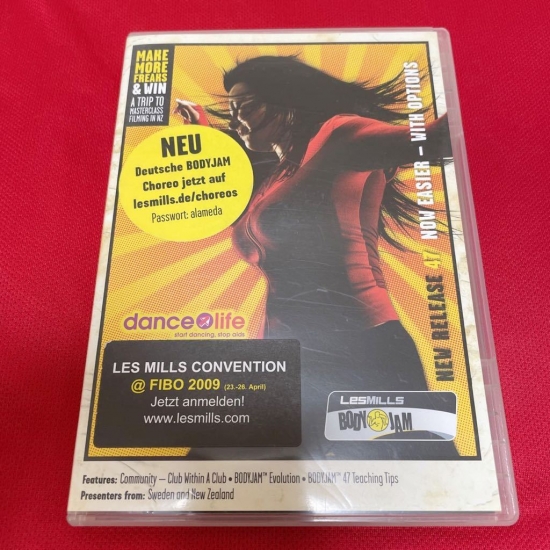 MAKE
MORE
FREAKS
& WIN
A TRIP TO
MASTERCLASS
FILMING IN NZ
NEU
Deutsche BODYJAM
Choreo jetzt auf
lesmills.de/choreos
Passwort: alameda
NEW RELEASE 47 NOW EASIER – WITH OPTIONS
dance4life
start dancing, stop aids
LES MILLS CONVENTION
@ FIBO 2009 (23.-26. April)
Jetzt anmelden!
www.lesmills.com
LESMILLS
BODYJAM
Features: Community – Club Within A Club • BODYJAM™ Evolution • BODYJAM™ 47 Teaching Tips
Presenters from: Sweden and New Zealand